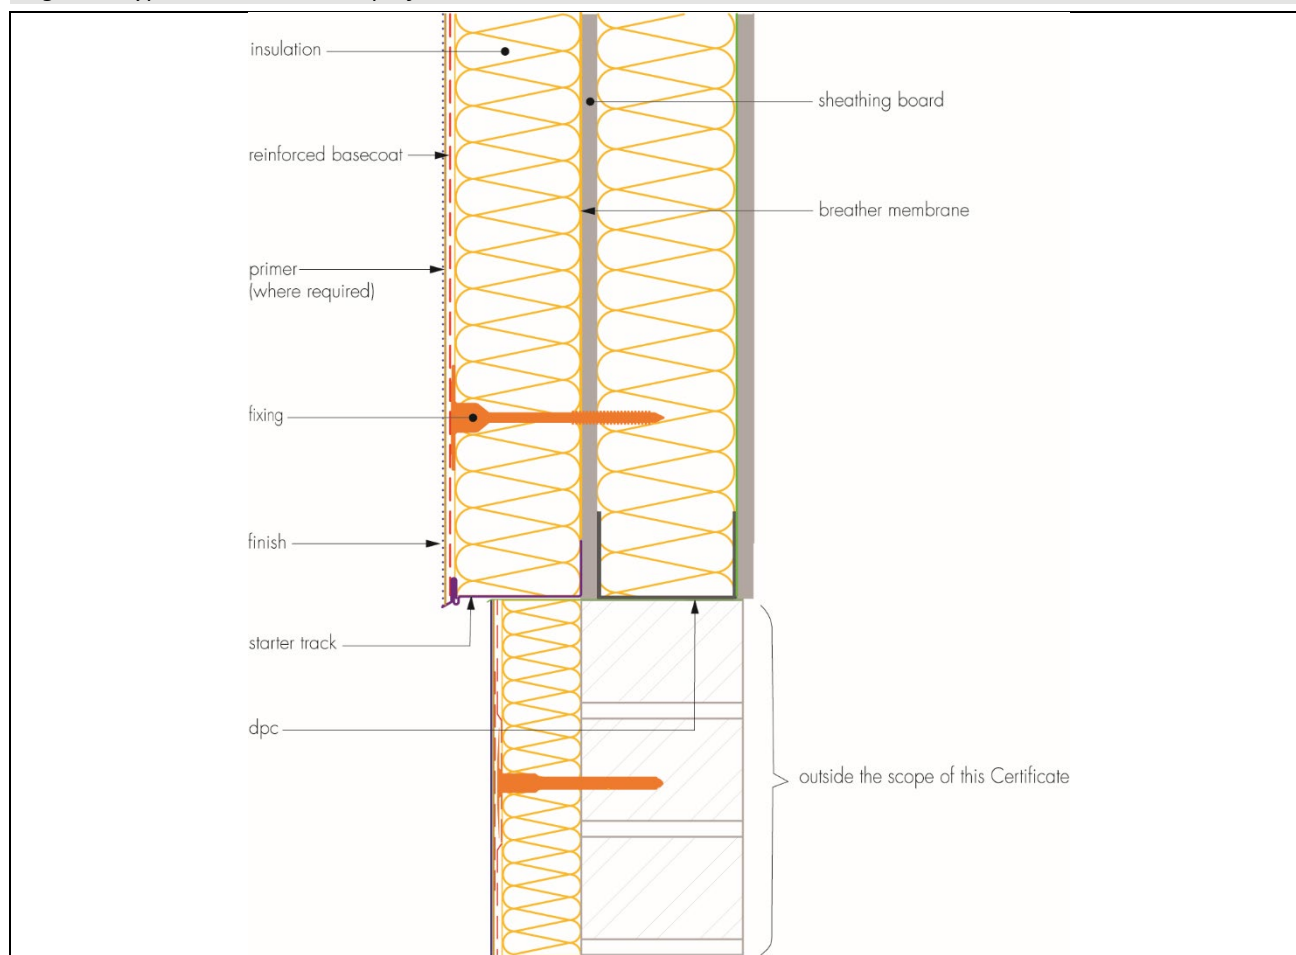 insulation
sheathing board
reinforced basecoat
breather membrane
primer
(where required)
fixing
finish
starter track
dpc
outside the scope of this Certificate